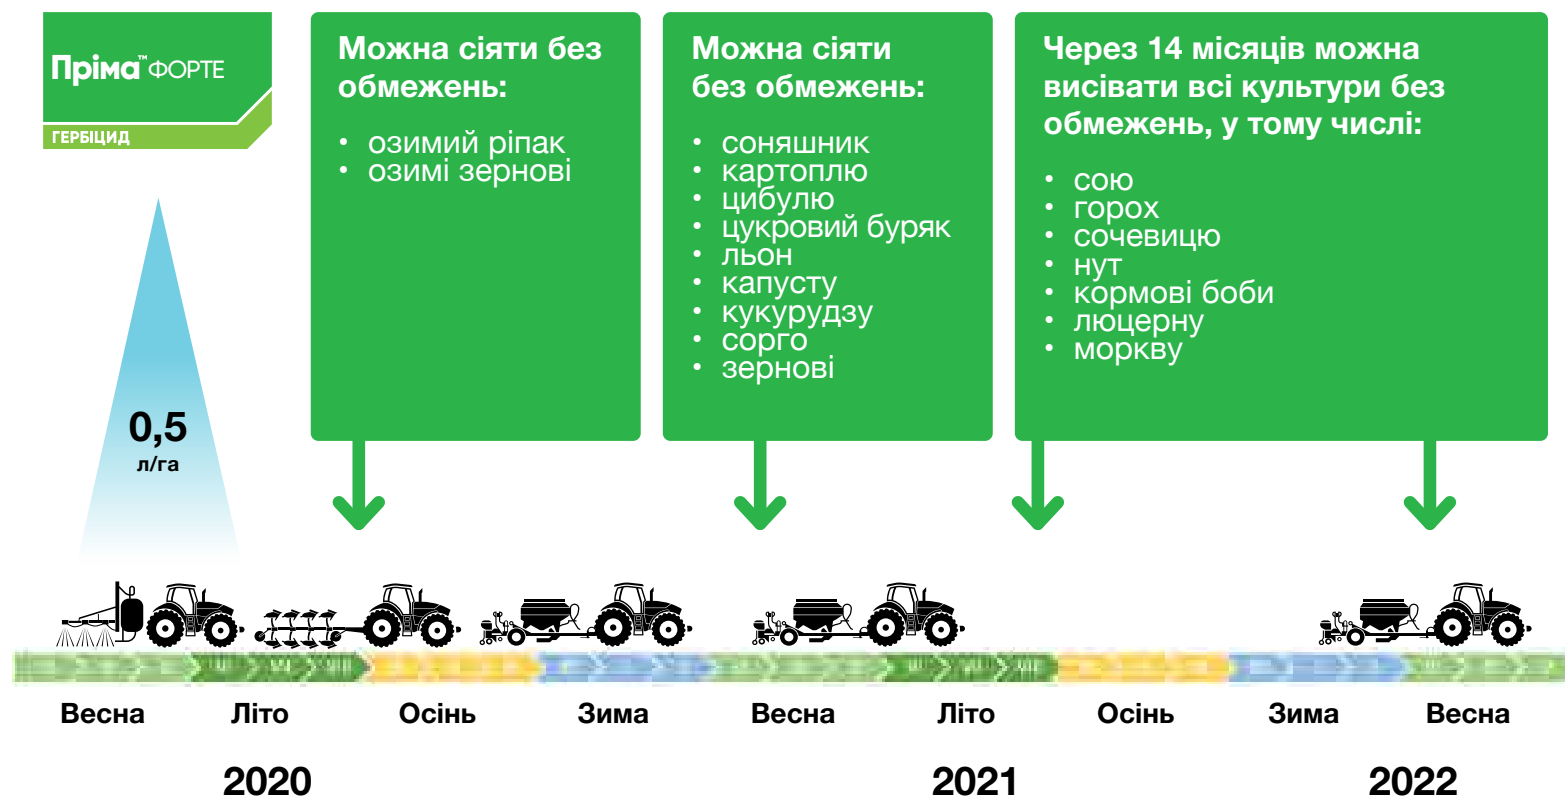 Пріма™ ФОРТЕ
ГЕРБІЦИД
0,5
л/га
Можна сіяти без
обмежень:
• озимий ріпак
• озимі зернові
Можна сіяти
без обмежень:
• соняшник
• картоплю
• цибулю
• цукровий буряк
• льон
• капусту
• кукурудзу
• сорго
• зернові
Через 14 місяців можна
висівати всі культури без
обмежень, у тому числі:
• сою
• горох
• сочевицю
• нут
• кормові боби
• люцерну
• моркву
Весна Літо Осінь Зима Весна Літо Осінь Зима Весна
2020 2021 2022